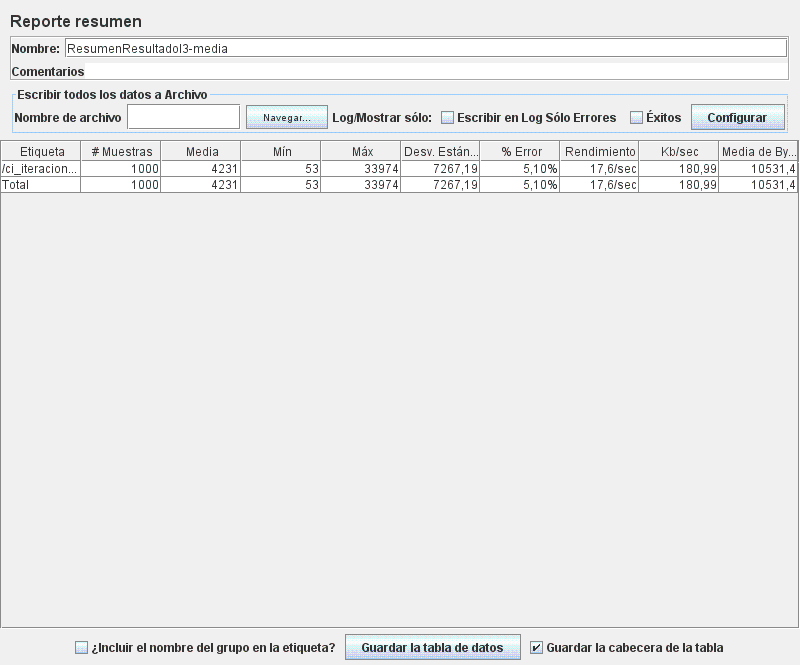 Reporte resumen
Nombre: ResumenResultadoI3-media
Comentarios
Escribir todos los datos a Archivo
Nombre de archivo Navegar... Log/Mostrar sólo: Escribir en Log Sólo Errores Éxitos Configurar
Etiqueta # Muestras Media Mín Máx Desv. Están... % Error Rendimiento Kb/sec Media de By...
/ci_iteracion... 1000 4231 53 33974 7267,19 5,10% 17,6/sec 180,99 10531,4
Total 1000 4231 53 33974 7267,19 5,10% 17,6/sec 180,99 10531,4
¿Incluir el nombre del grupo en la etiqueta? Guardar la tabla de datos Guardar la cabecera de la tabla